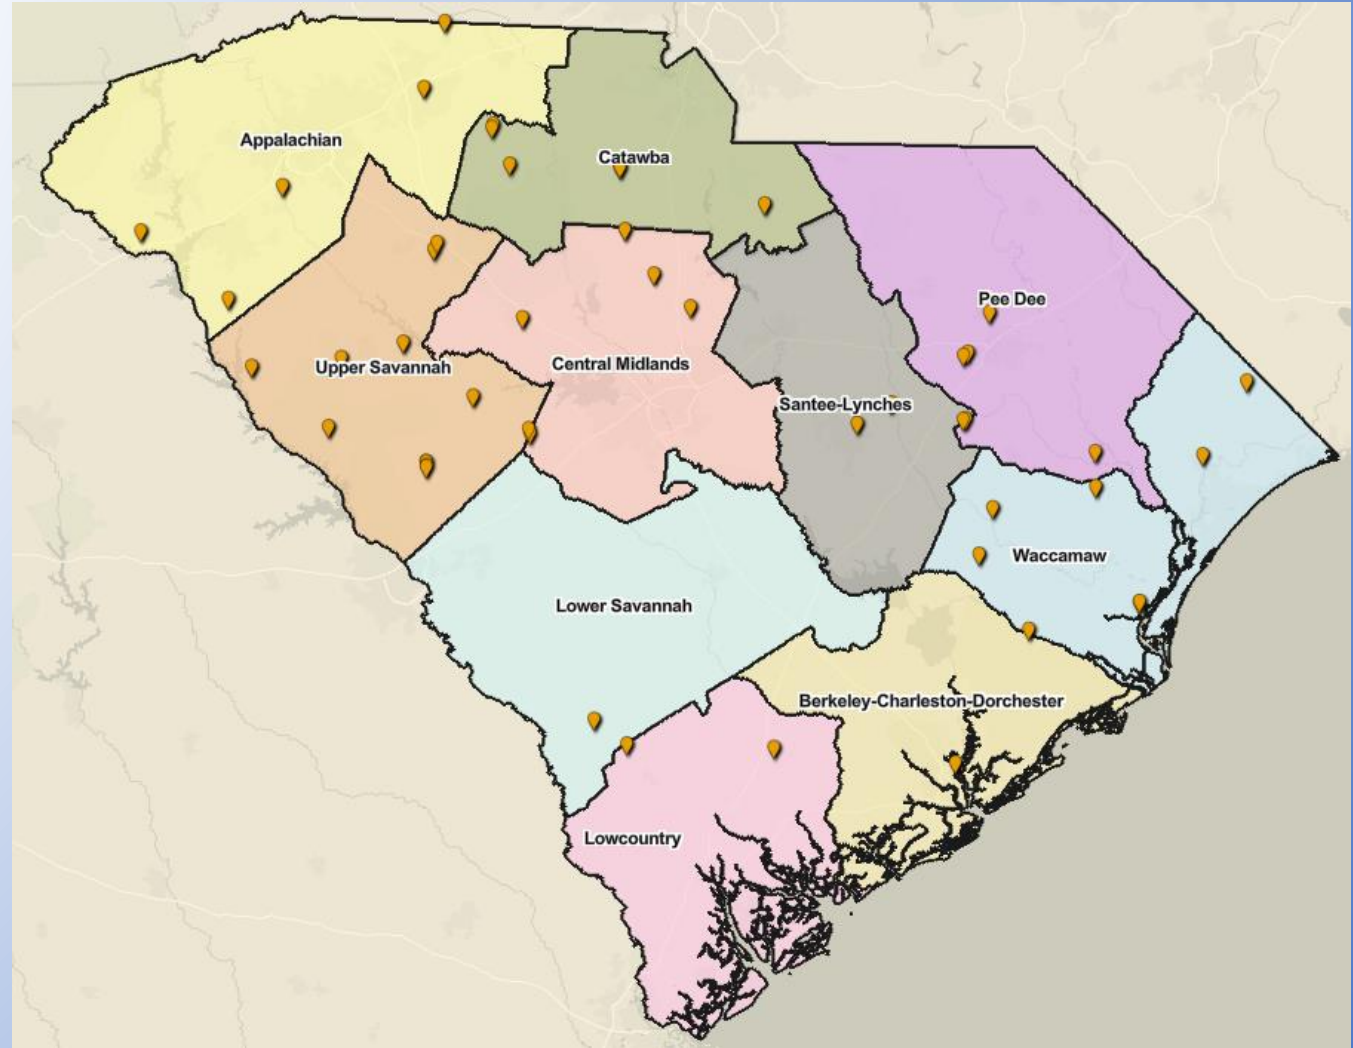 Appalachian
Catawba
Pee Dee
Upper Savannah
Central Midlands
Santee-Lynches
Waccamaw
Lower Savannah
Berkeley-Charleston-Dorchester
Lowcountry